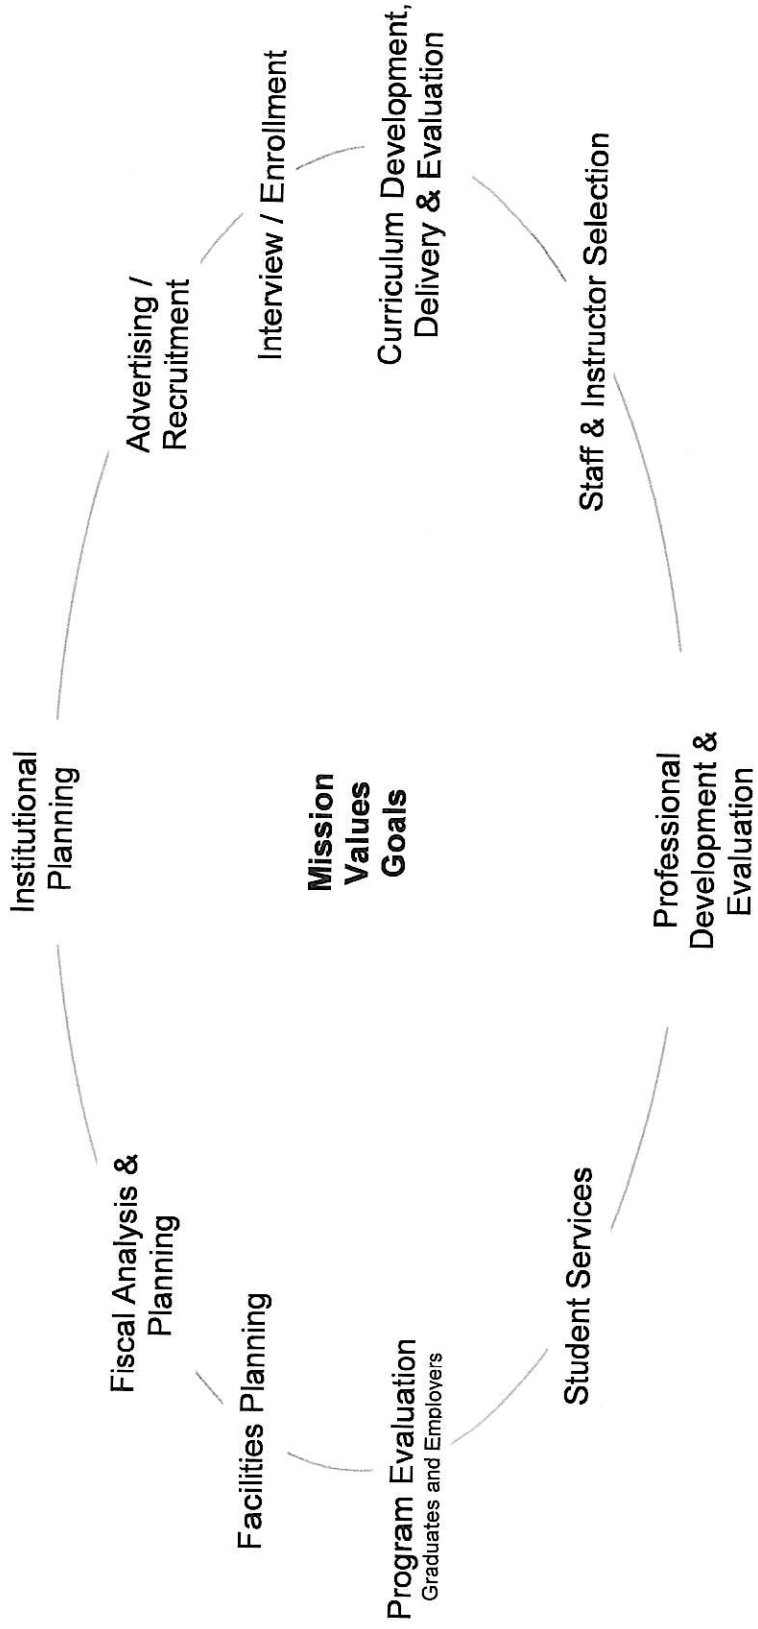 Institutional
Planning
Advertising /
Recruitment
Interview / Enrollment
Curriculum Development,
Delivery & Evaluation
Staff & Instructor Selection
Professional
Development &
Evaluation
Student Services
Program Evaluation
Graduates and Employers
Facilities Planning
Fiscal Analysis &
Planning
Mission
Values
Goals